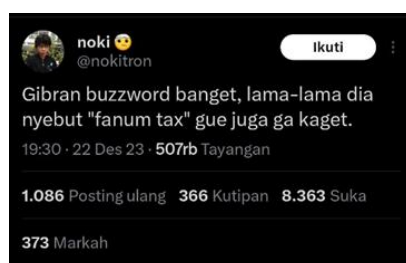 noki 🤕
@nokitron
Ikuti
Gibran buzzword banget, lama-lama dia
nyebut "fanum tax" gue juga ga kaget.
19:30 · 22 Des 23 · 507rb Tayangan
1.086 Posting ulang 366 Kutipan 8.363 Suka
373 Markah